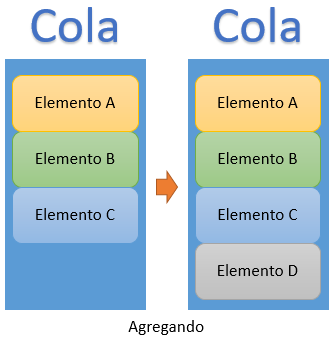 Cola
Elemento A
Elemento B
Elemento C
Cola
Elemento A
Elemento B
Elemento C
Elemento D
Agregando